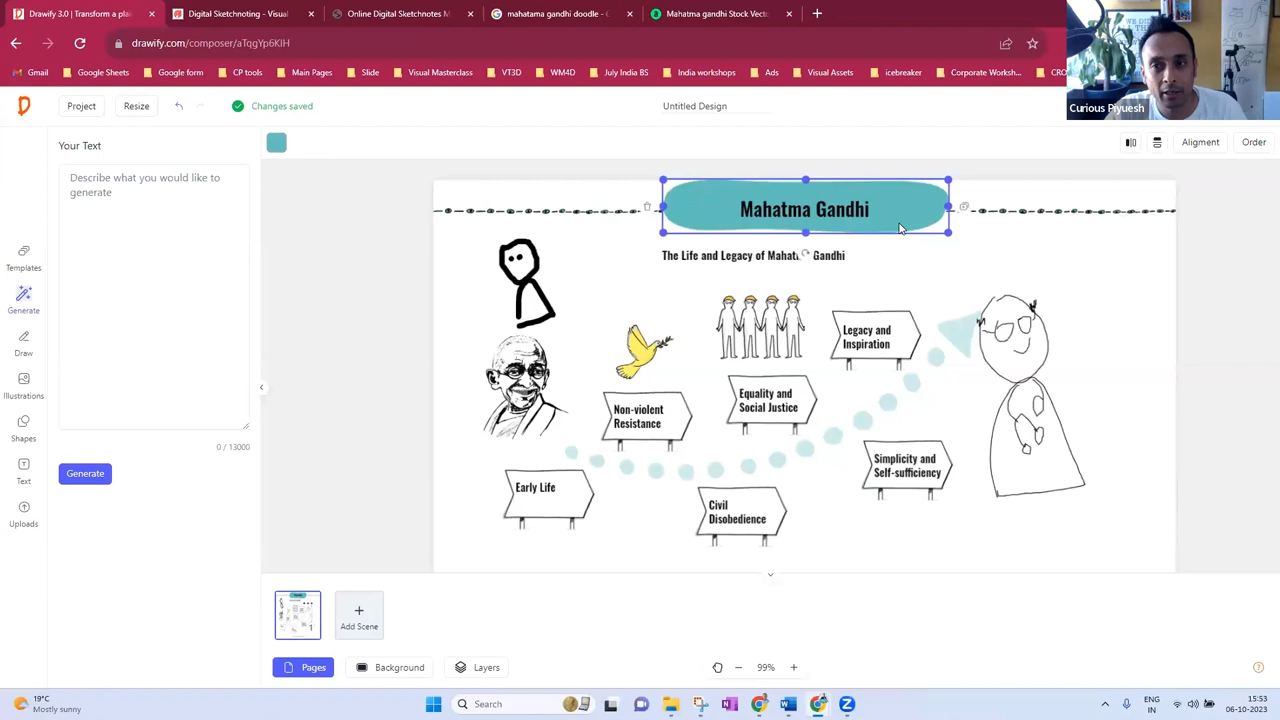 Drawify 3.0 | Transform a pla
Digital Sketchnoting - Visual
Online Digital Sketchnotes M
mahatama gandhi doodle - G
Mahatma gandhi Stock Vecto
drawify.com/composer/aTqgYp6KIH
Gmail
Google Sheets
Google form
CP tools
Main Pages
Slide
Visual Masterclass
VT3D
WM4D
July India BS
India workshops
Ads
Visual Assets
icebreaker
Corporate Worksh...
CRO
Curious Piyuesh
Project
Resize
Changes saved
Untitled Design
Your Text
Aligment
Order
Describe what you would like to
generate
0 / 13000
Generate
Templates
Generate
Draw
Illustrations
Shapes
Text
Uploads
Mahatma Gandhi
The Life and Legacy of Mahat Gandhi
Legacy and
Inspiration
Equality and
Social Justice
Non-violent
Resistance
Simplicity and
Self-sufficiency
Early Life
Civil
Disobedience
Add Scene
Pages
Background
Layers
99%
19°C
Mostly sunny
Search
ENG
IN
15:53
06-10-2023